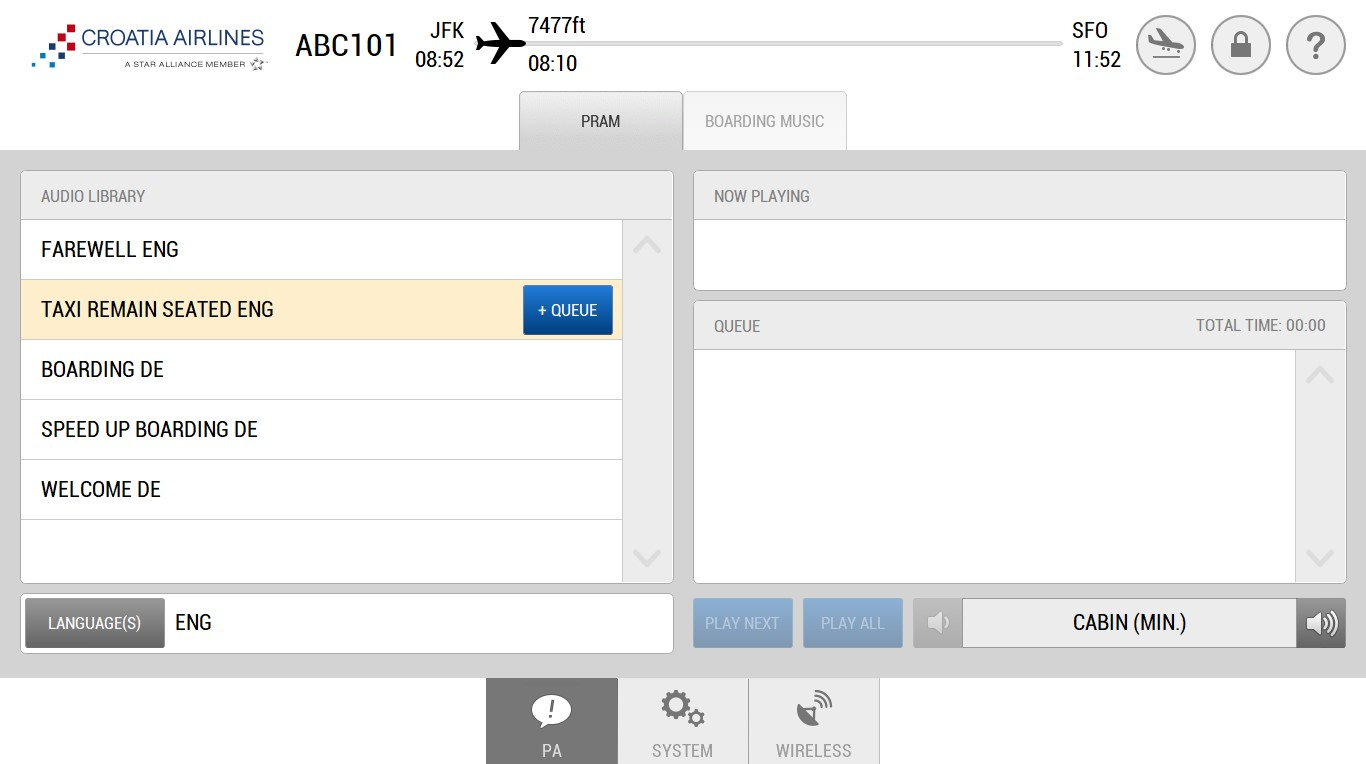 CROATIA AIRLINES
A STAR ALLIANCE MEMBER
ABC101
JFK
08:52
7477ft
08:10
SFO
11:52
?
PRAM
BOARDING MUSIC
AUDIO LIBRARY
FAREWELL ENG
TAXI REMAIN SEATED ENG
+ QUEUE
BOARDING DE
SPEED UP BOARDING DE
WELCOME DE
LANGUAGE(S)
ENG
NOW PLAYING
QUEUE
TOTAL TIME: 00:00
PLAY NEXT
PLAY ALL
CABIN (MIN.)
!
PA
SYSTEM
WIRELESS